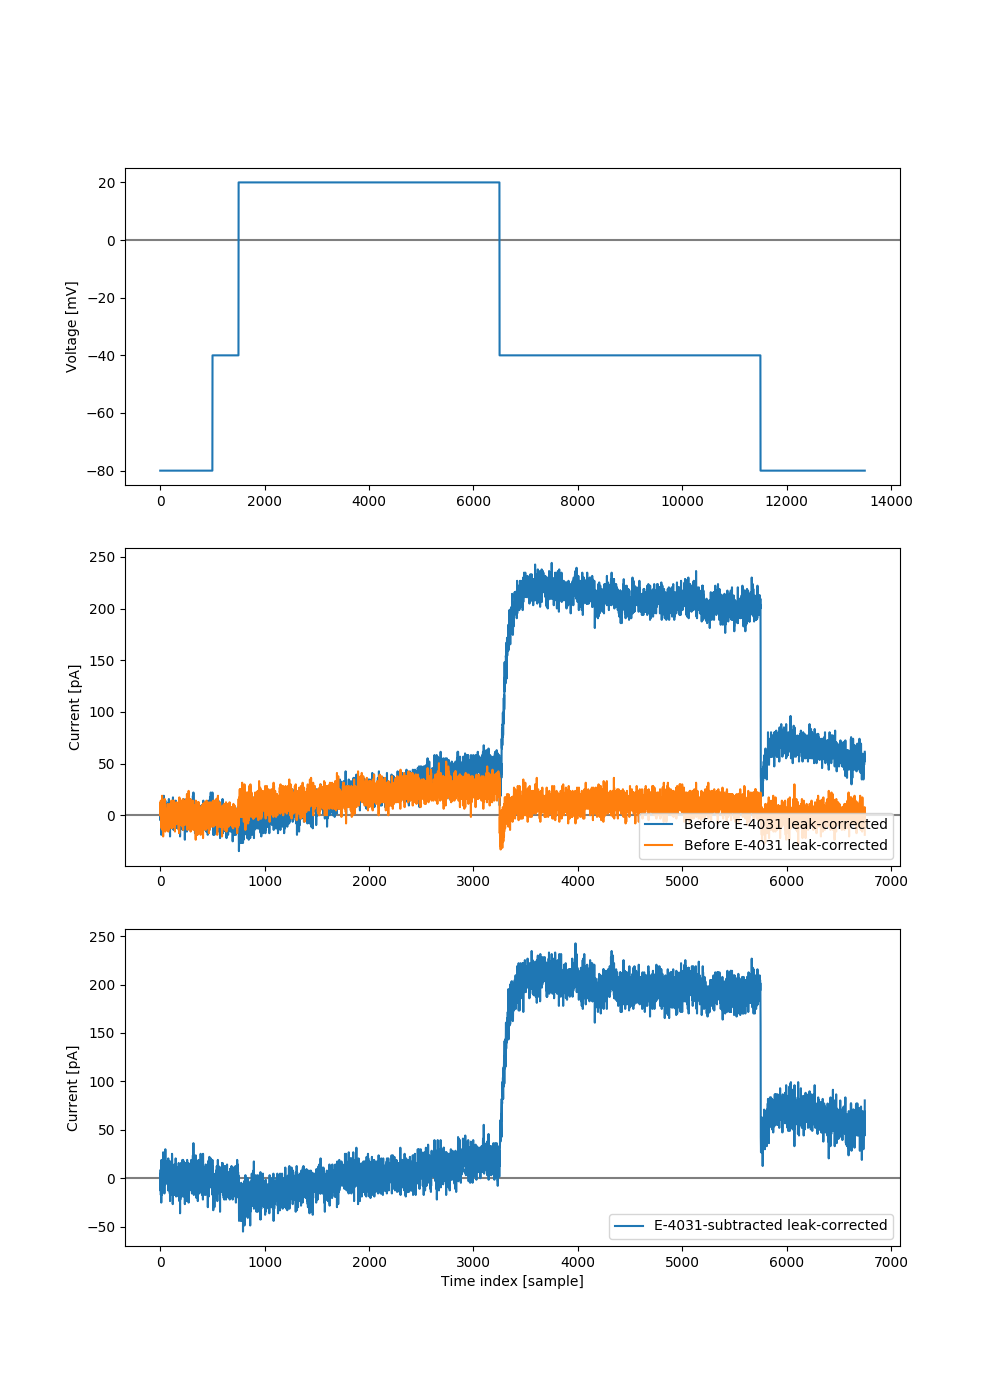 Voltage [mV]
20
0
−20
−40
−60
−80
0 2000 4000 6000 8000 10000 12000 14000
Current [pA]
250
200
150
100
50
0
Before E-4031 leak-corrected
Before E-4031 leak-corrected
0 1000 2000 3000 4000 5000 6000 7000
Current [pA]
250
200
150
100
50
0
−50
E-4031-subtracted leak-corrected
0 1000 2000 3000 4000 5000 6000 7000
Time index [sample]